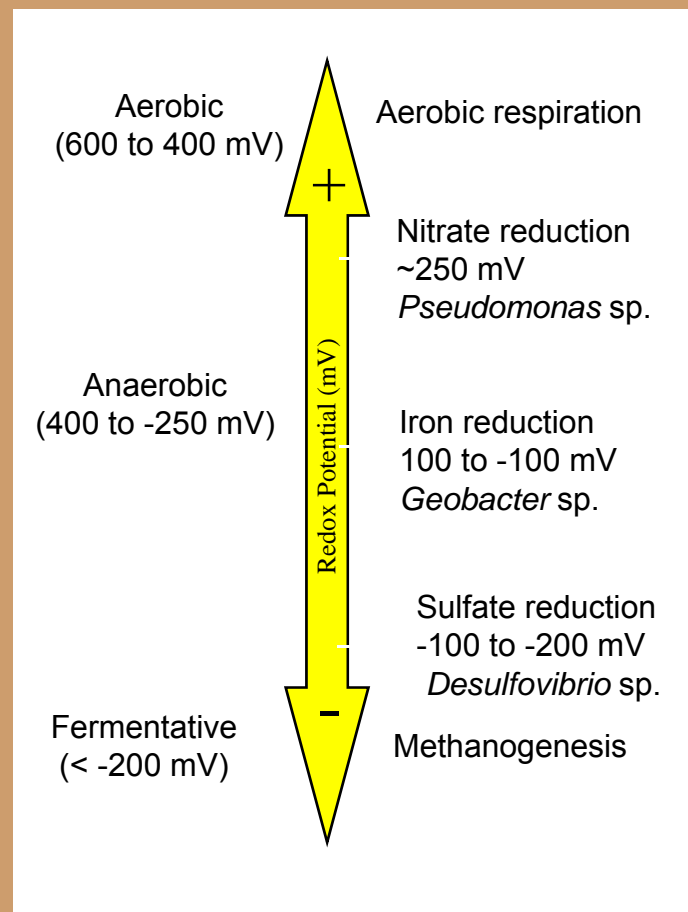 Aerobic
(600 to 400 mV)
Aerobic respiration
+
Nitrate reduction
~250 mV
Pseudomonas sp.
Anaerobic
(400 to -250 mV)
Redox Potential (mV)
Iron reduction
100 to -100 mV
Geobacter sp.
Sulfate reduction
-100 to -200 mV
Desulfovibrio sp.
-
Fermentative
(< -200 mV)
Methanogenesis